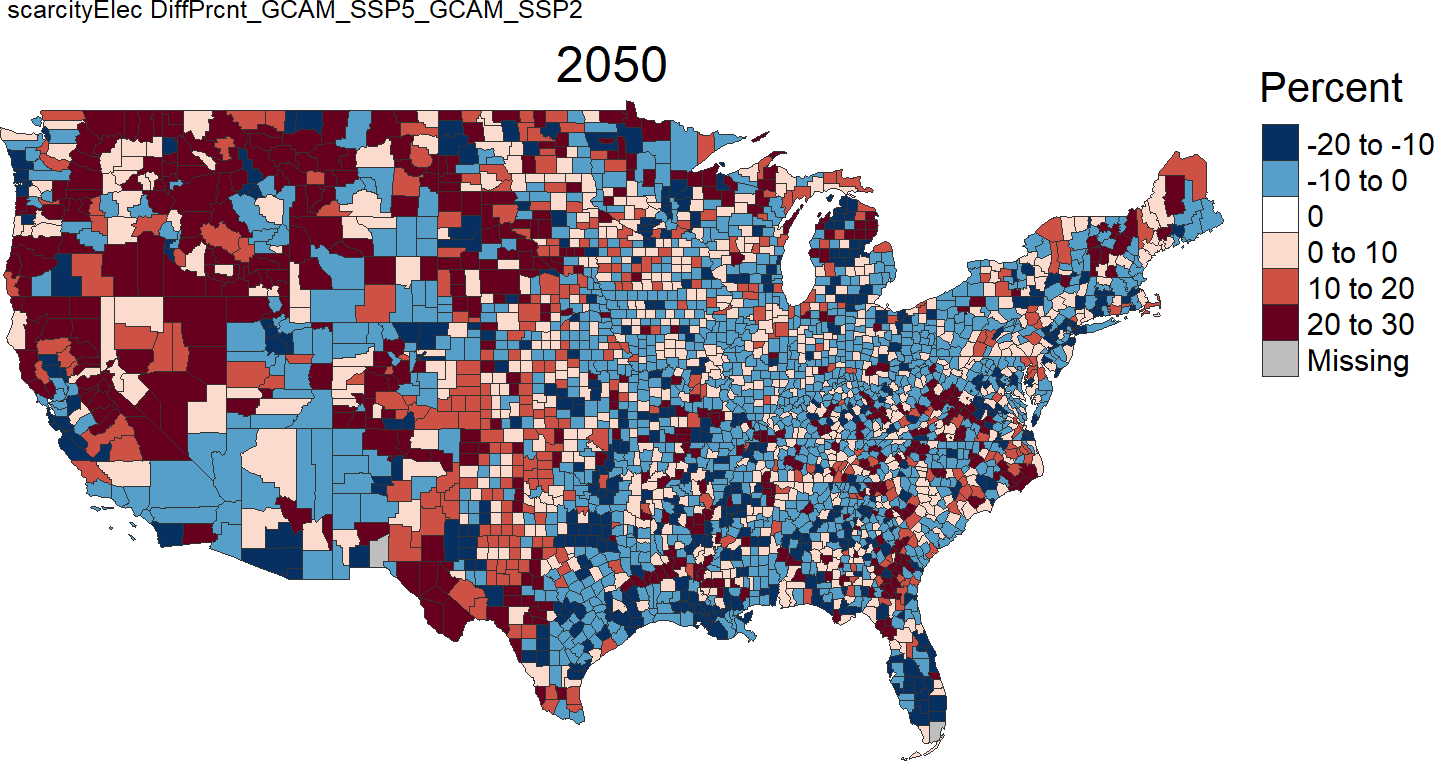 scarcityElec DiffPrcnt_GCAM_SSP5_GCAM_SSP2
2050
Percent
-20 to -10
-10 to 0
0
0 to 10
10 to 20
20 to 30
Missing